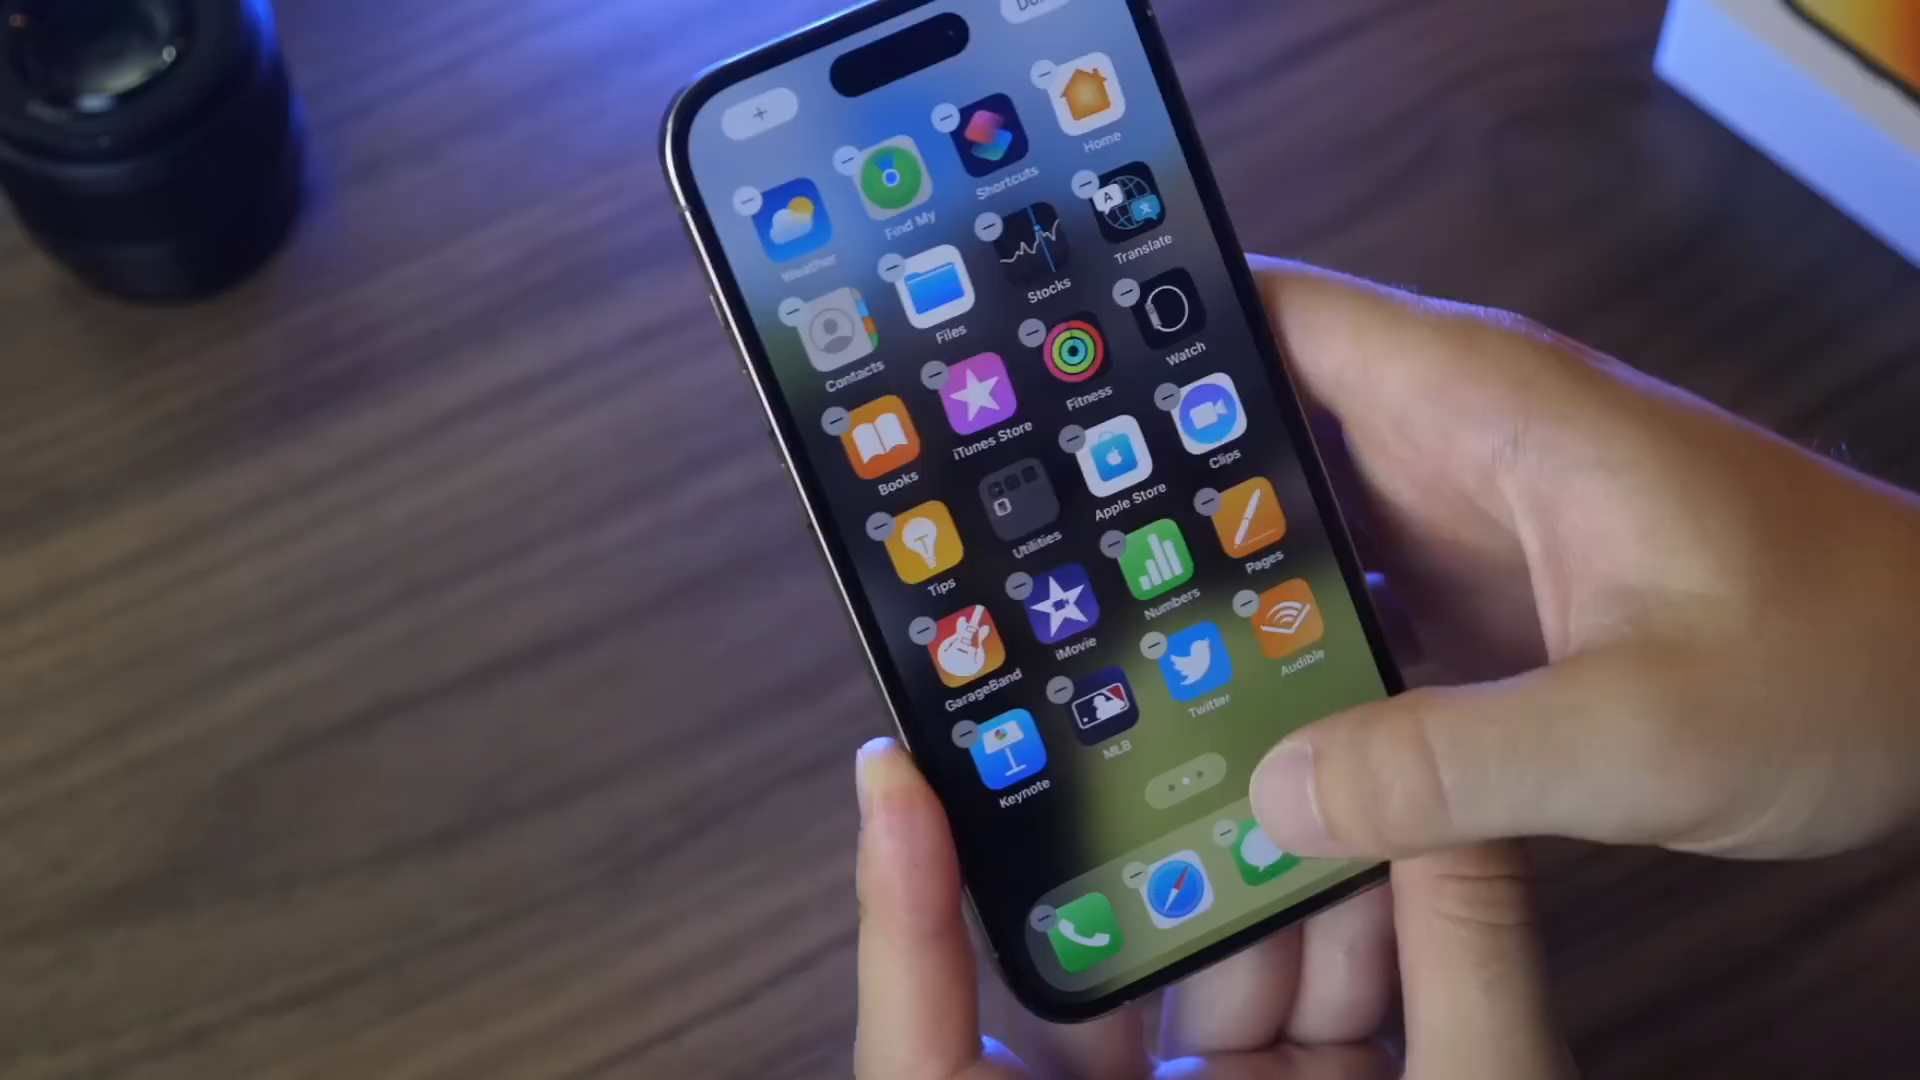 Weather
Find My
Shortcuts
Home
Contacts
Files
Stocks
Translate
Books
iTunes Store
Fitness
Watch
Tips
Utilities
Apple Store
Clips
GarageBand
iMovie
Numbers
Pages
Keynote
MLB
Twitter
Audible